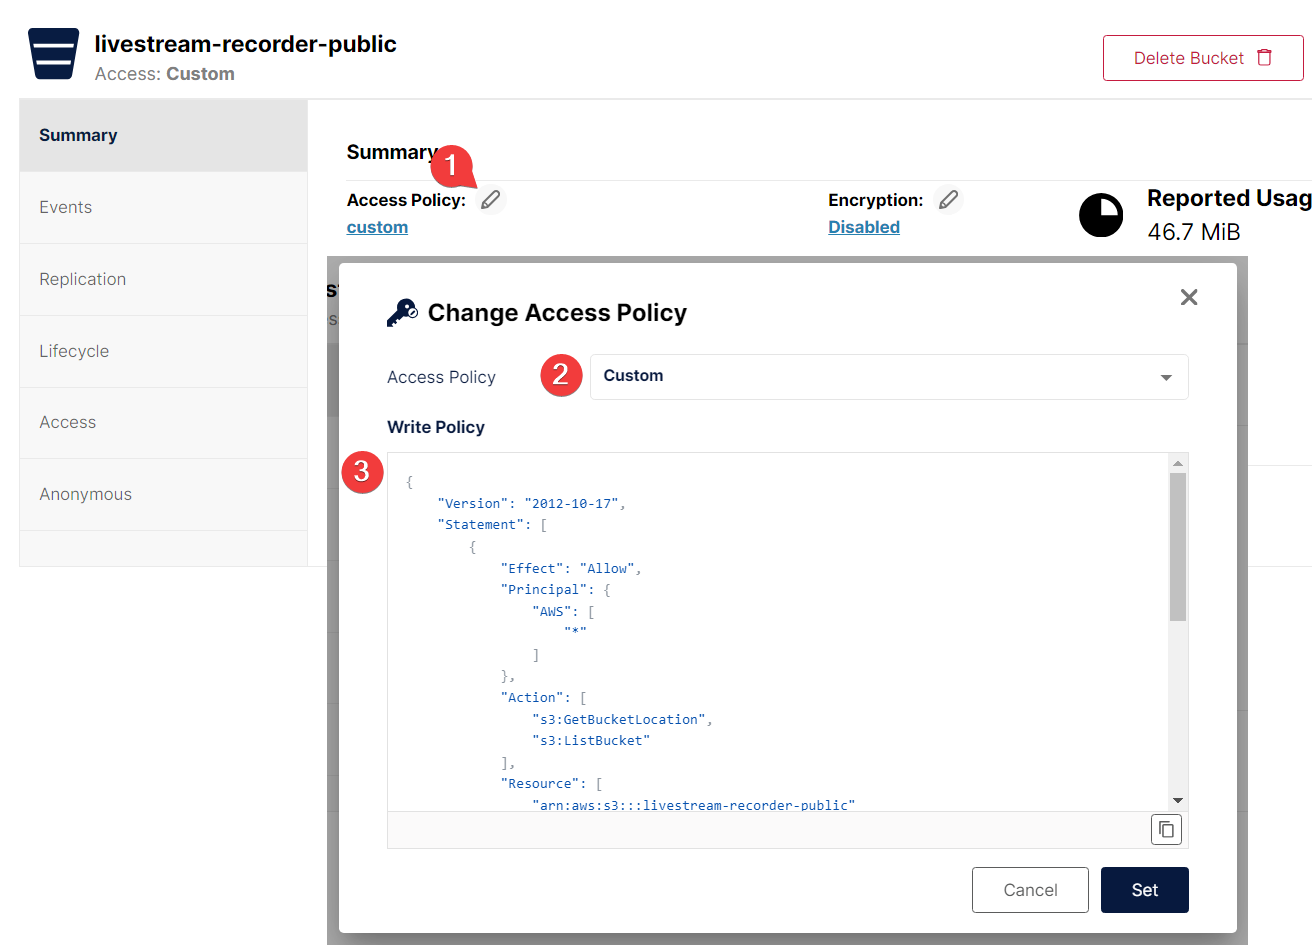 livestream-recorder-public
Access: Custom
Delete Bucket
Summary
Events
Replication
Lifecycle
Access
Anonymous
Summary
1
Access Policy:
custom
Encryption:
Disabled
Reported Usag
46.7 MiB
Change Access Policy
Access Policy
2
Custom
Write Policy
3
{
"Version": "2012-10-17",
"Statement": [
{
"Effect": "Allow",
"Principal": {
"AWS": [
"*"
]
},
"Action": [
"s3:GetBucketLocation",
"s3:ListBucket"
],
"Resource": [
"arn:aws:s3:::livestream-recorder-public"
Cancel
Set